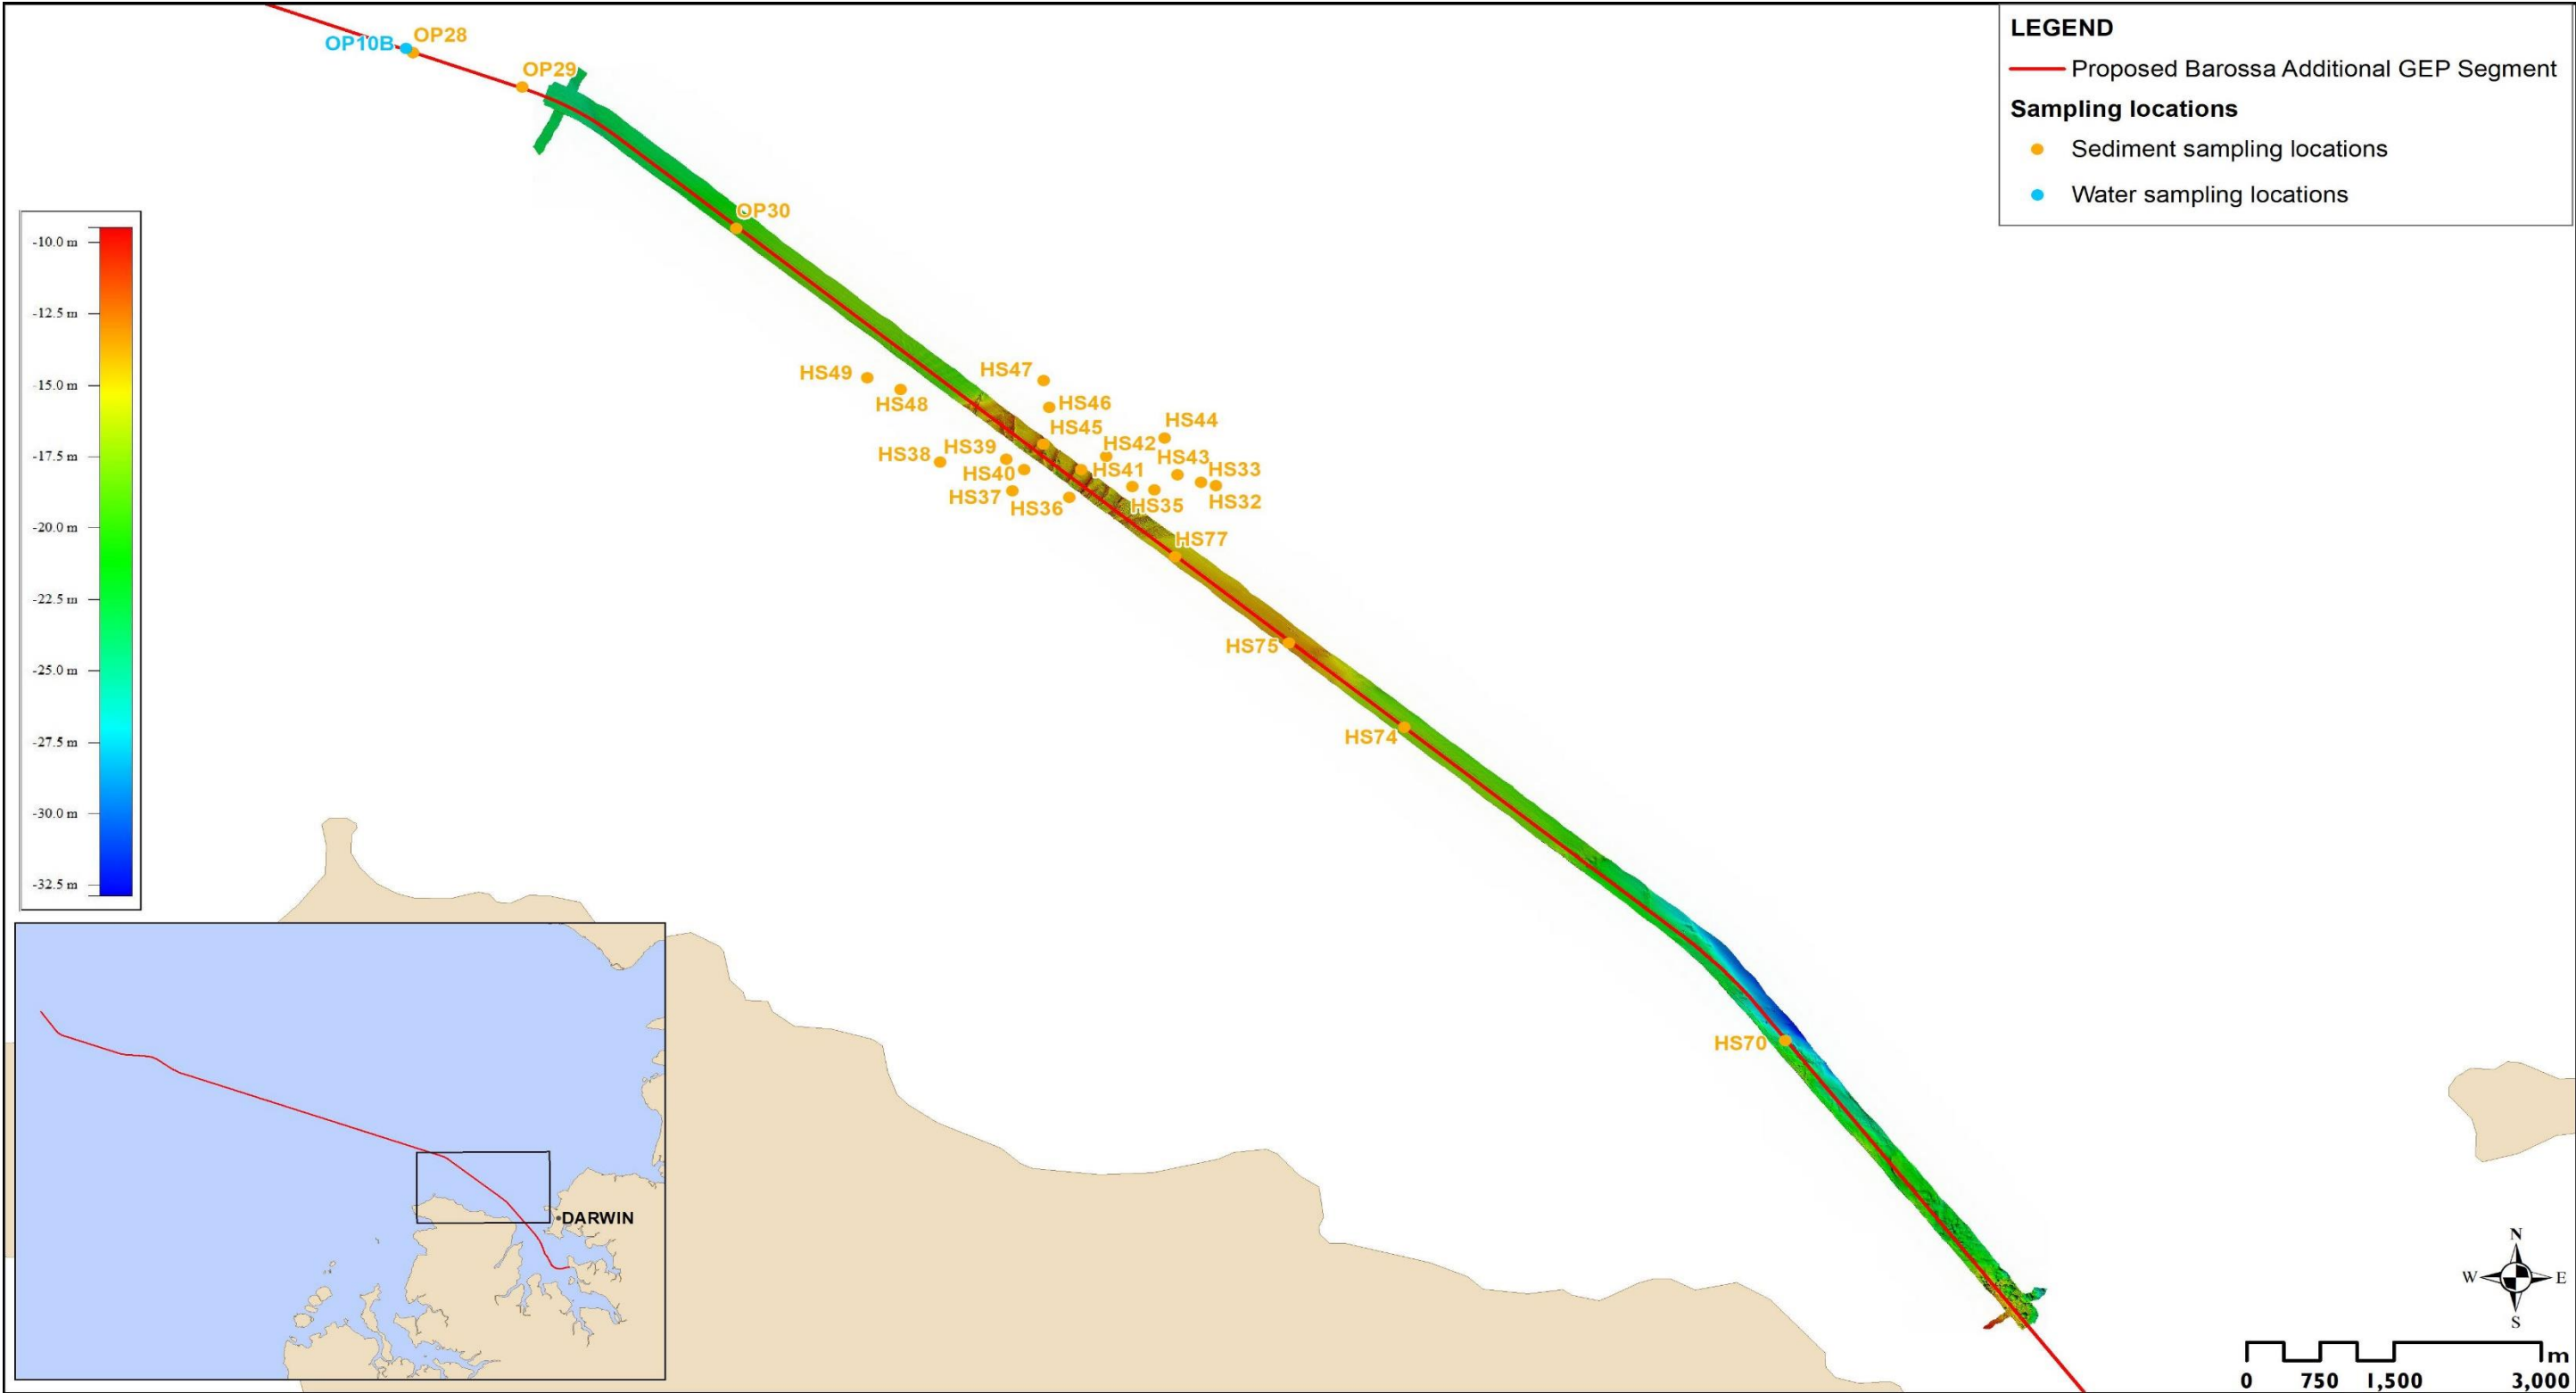 LEGEND
Proposed Barossa Additional GEP Segment
Sampling locations
Sediment sampling locations
Water sampling locations
OP10B
OP28
OP29
OP30
-10.0 m
-12.5 m
-15.0 m
-17.5 m
-20.0 m
-22.5 m
-25.0 m
-27.5 m
-30.0 m
-32.5 m
HS49
HS48
HS47
HS46
HS45
HS44
HS42
HS43
HS38
HS39
HS40
HS41
HS33
HS37
HS36
HS35
HS32
HS77
HS75
HS74
HS70
DARWIN
N
W
E
S
m
0 750 1,500 3,000